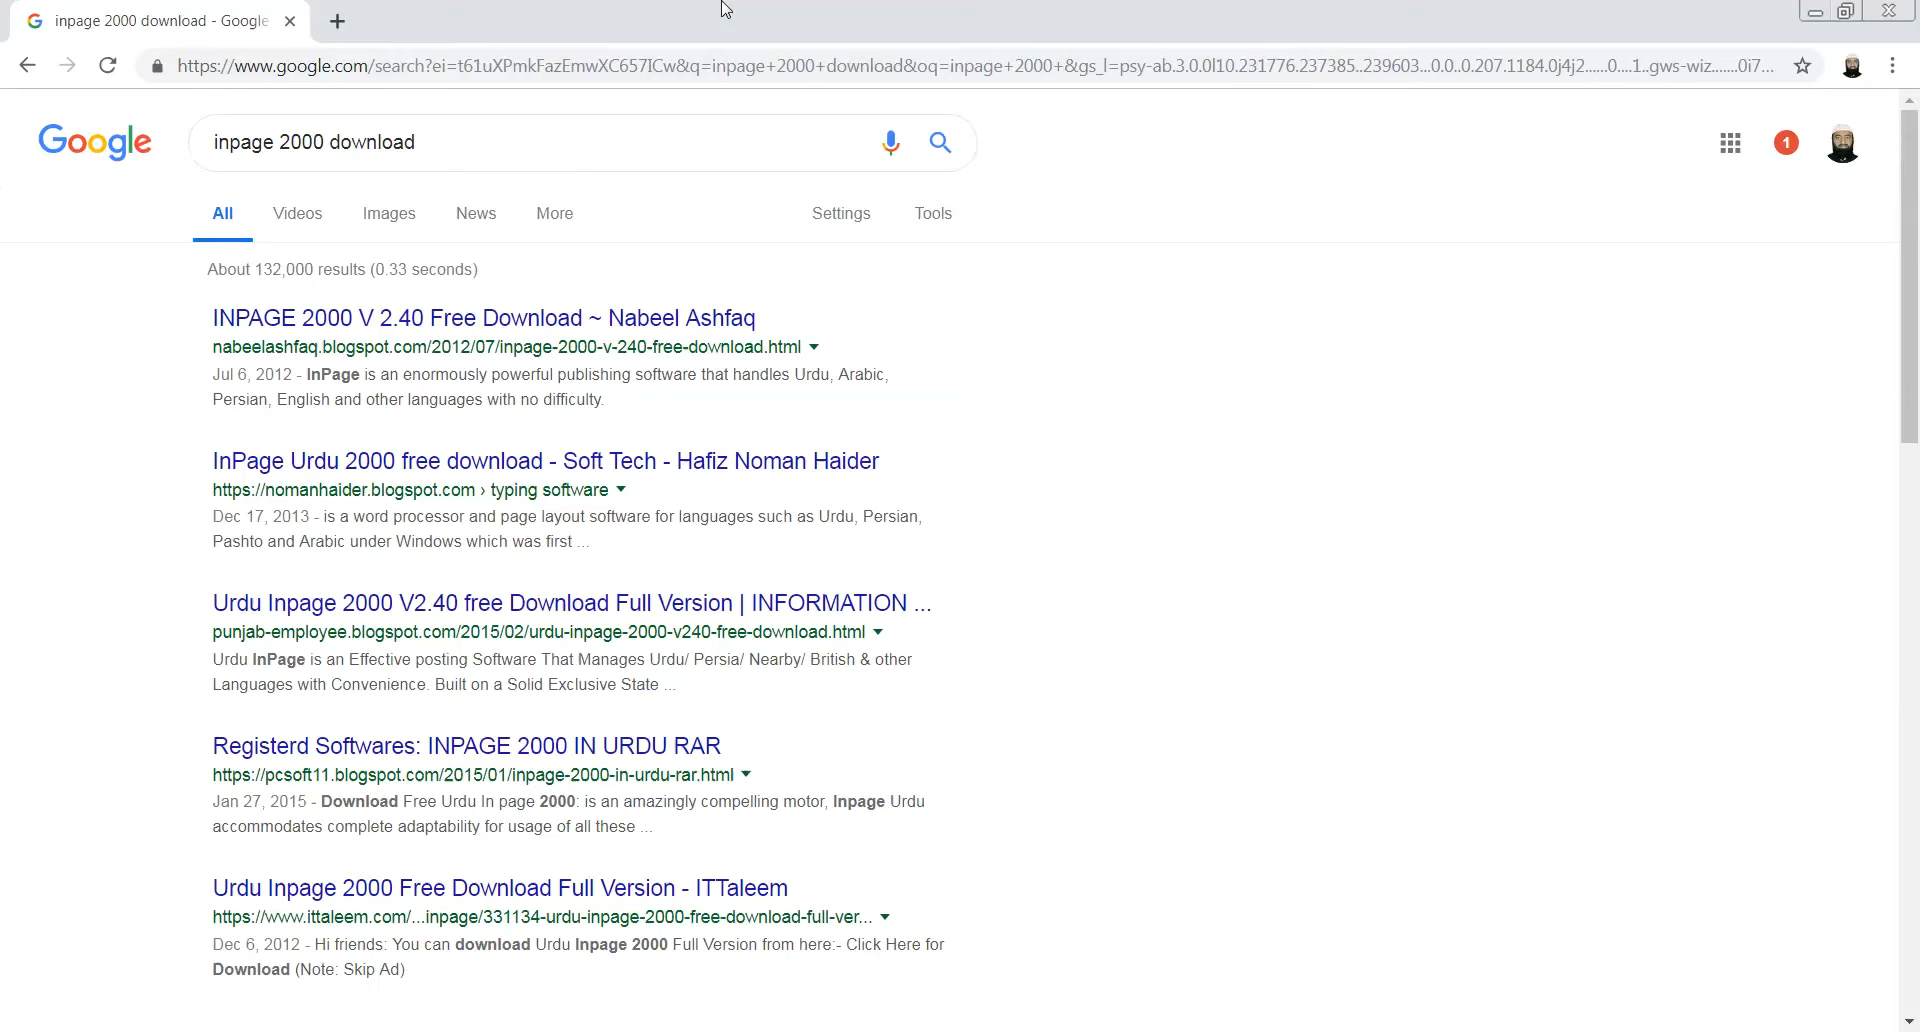 inpage 2000 download - Google
https://www.google.com/search?ei=t61uXPmkFazEmwXC657ICw&q=inpage+2000+download&oq=inpage+2000+&gs_l=psy-ab.3.0.0l10.231776.237385..239603...0.0..0.207.1184.0j4j2......0....1..gws-wiz.......0i7...
Google
inpage 2000 download
1
All Videos Images News More Settings Tools
About 132,000 results (0.33 seconds)
INPAGE 2000 V 2.40 Free Download ~ Nabeel Ashfaq
nabeelashfaq.blogspot.com/2012/07/inpage-2000-v-240-free-download.html
Jul 6, 2012 - InPage is an enormously powerful publishing software that handles Urdu, Arabic,
Persian, English and other languages with no difficulty.
InPage Urdu 2000 free download - Soft Tech - Hafiz Noman Haider
https://nomanhaider.blogspot.com › typing software
Dec 17, 2013 - is a word processor and page layout software for languages such as Urdu, Persian,
Pashto and Arabic under Windows which was first ...
Urdu Inpage 2000 V2.40 free Download Full Version | INFORMATION ...
punjab-employee.blogspot.com/2015/02/urdu-inpage-2000-v240-free-download.html
Urdu InPage is an Effective posting Software That Manages Urdu/ Persia/ Nearby/ British & other
Languages with Convenience. Built on a Solid Exclusive State ...
Registerd Softwares: INPAGE 2000 IN URDU RAR
https://pcsoft11.blogspot.com/2015/01/inpage-2000-in-urdu-rar.html
Jan 27, 2015 - Download Free Urdu In page 2000: is an amazingly compelling motor, Inpage Urdu
accommodates complete adaptability for usage of all these ...
Urdu Inpage 2000 Free Download Full Version - ITTaleem
https://www.ittaleem.com/...inpage/331134-urdu-inpage-2000-free-download-full-ver...
Dec 6, 2012 - Hi friends: You can download Urdu Inpage 2000 Full Version from here:- Click Here for
Download (Note: Skip Ad)